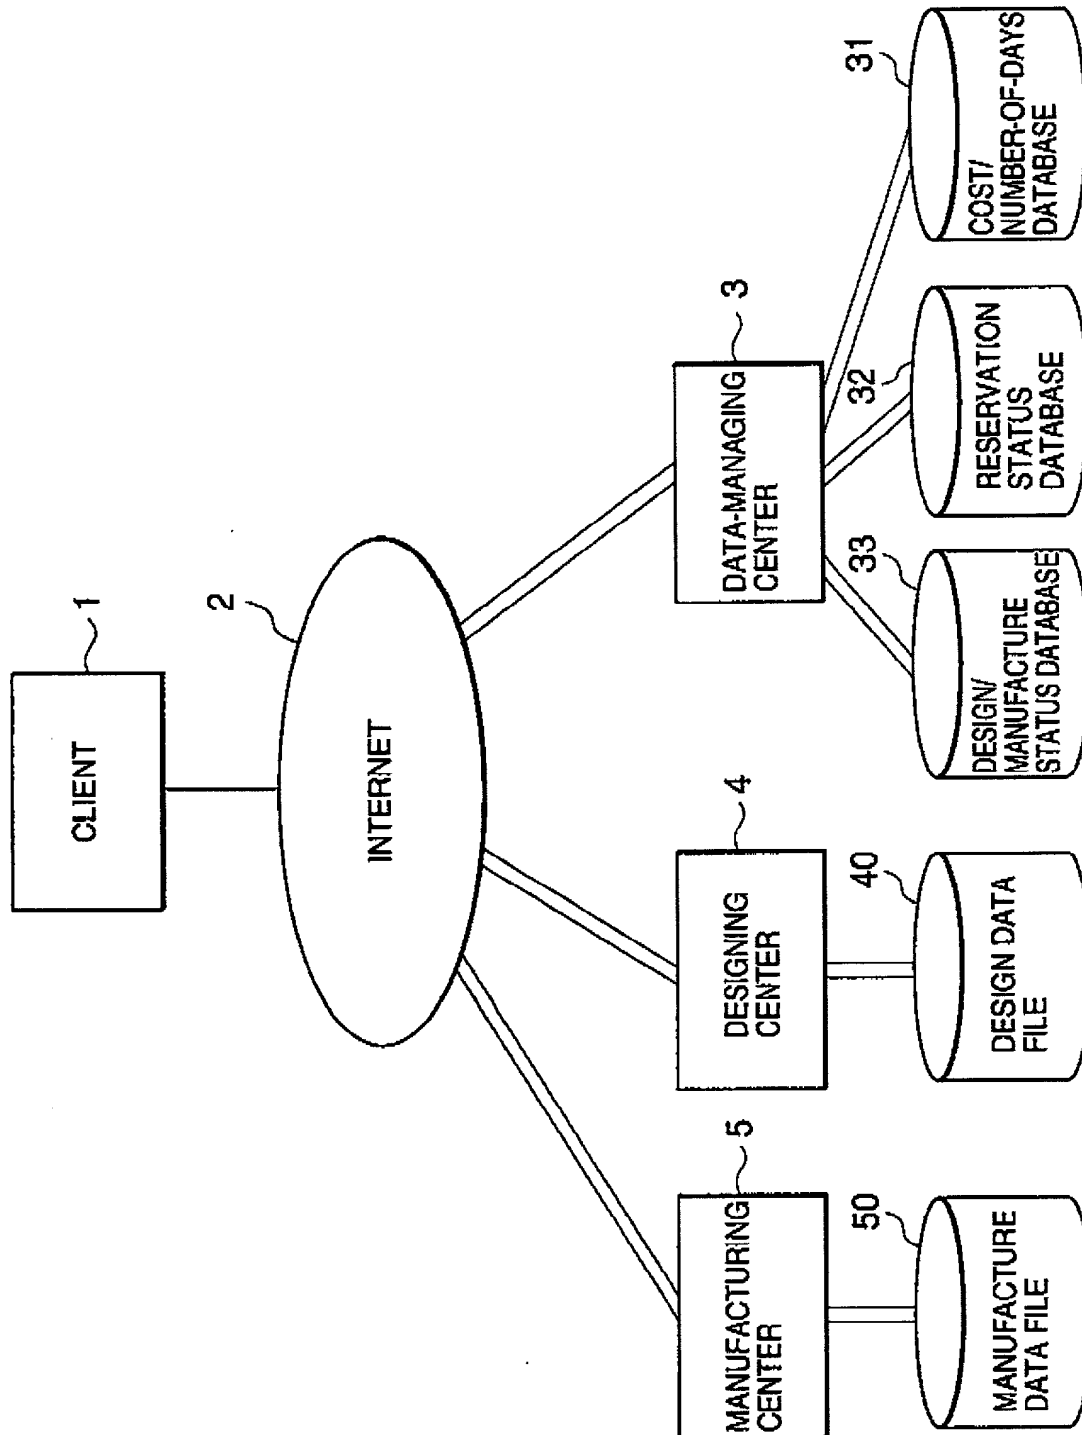 CLIENT
1
INTERNET
2
DATA-MANAGING
CENTER
3
DESIGNING
CENTER
4
MANUFACTURING
CENTER
5
COST/
NUMBER-OF-DAYS
DATABASE
31
RESERVATION
STATUS
DATABASE
32
DESIGN/
MANUFACTURE
STATUS DATABASE
33
DESIGN DATA
FILE
40
MANUFACTURE
DATA FILE
50